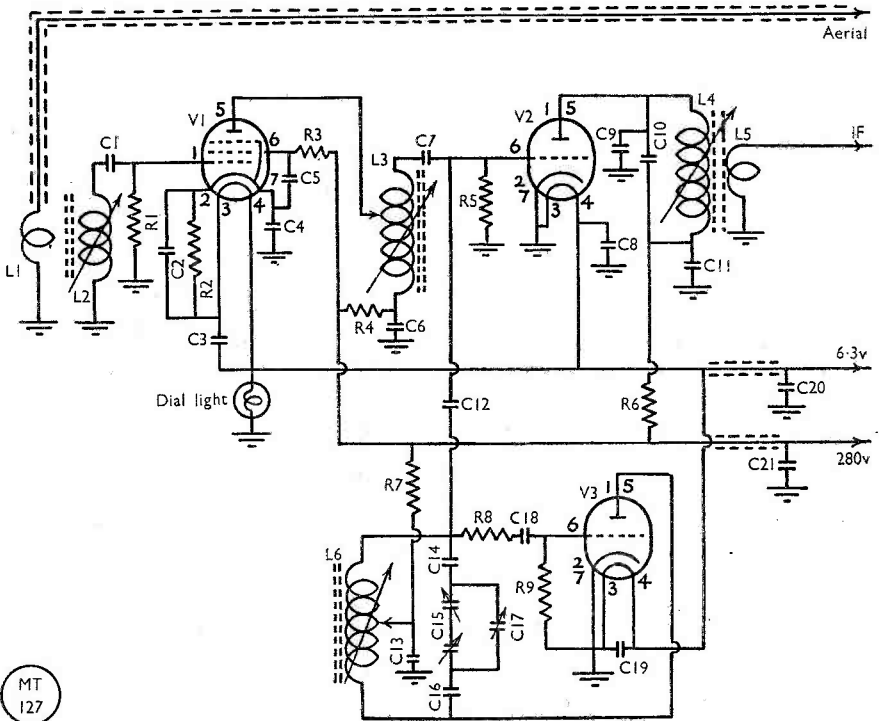 Aerial
5
V1
6
R3
C1
1
7
C5
2
3
4
C4
R1
C2
R2
C3
L1
L2
L3
C7
R4
C6
Dial light
1 5
V2
6
R5
2
7
3
4
C8
C9
C10
L4
L5
IF
C11
6·3v
C20
C12
R6
280v
C21
R7
V3
1 5
R8
C18
6
L6
C14
2
7
3
4
R9
C15
C17
C13
C19
C16
MT
127